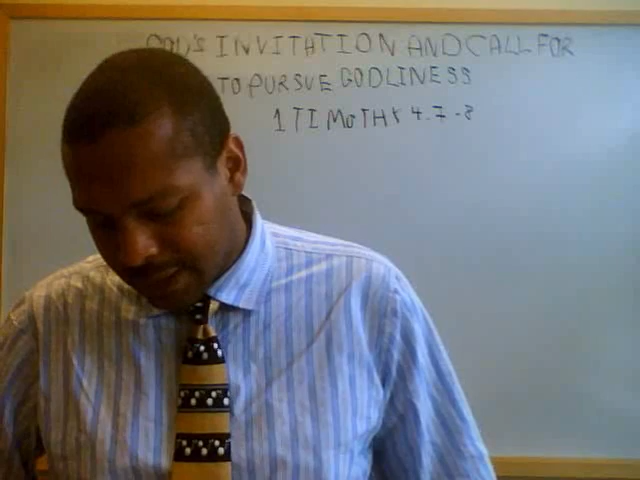 GOD'S INVITATION AND CALL FOR
TO PURSUE GODLINESS
1 TIMOTHY 4.7-8